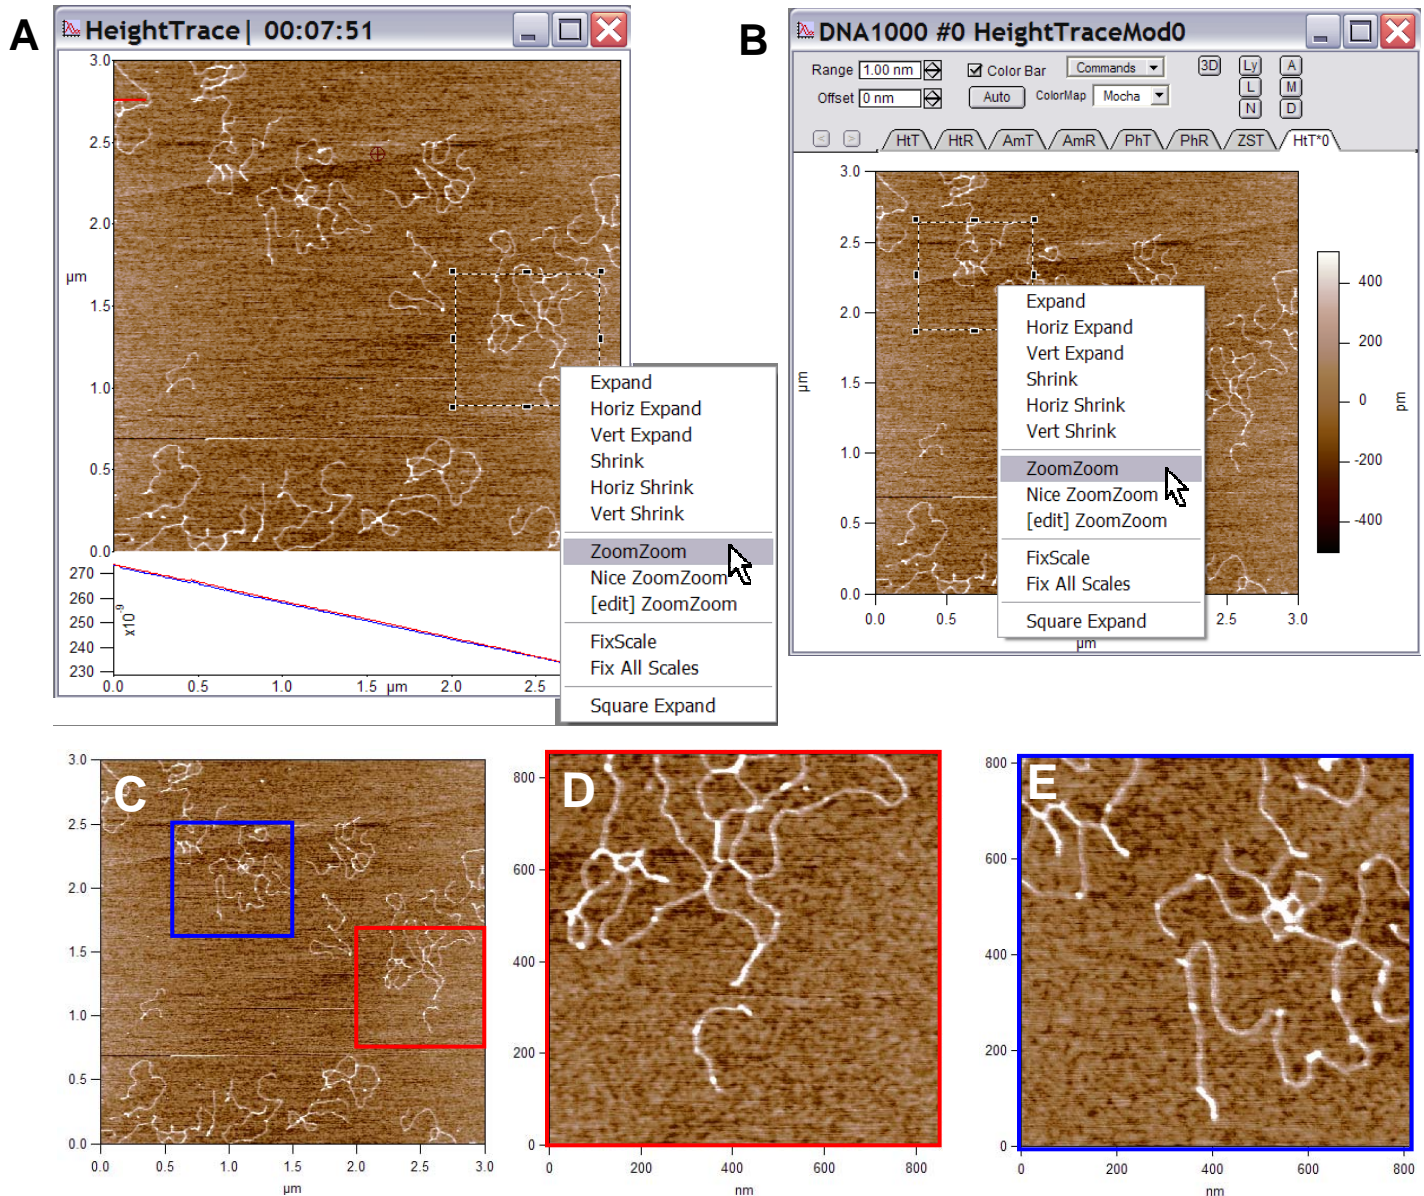 A
HeightTrace| 00:07:51
3.0
2.5
2.0
µm
1.5
1.0
0.5
0.0
270
260
250
240
230
x10⁻⁹
0.0 0.5 1.0 1.5 µm 2.0 2.5
Expand
Horiz Expand
Vert Expand
Shrink
Horiz Shrink
Vert Shrink
ZoomZoom
Nice ZoomZoom
[edit] ZoomZoom
FixScale
Fix All Scales
Square Expand
B
DNA1000 #0 HeightTraceMod0
Range 1.00 nm Color Bar Commands 3D Ly A
L M
Offset 0 nm Auto ColorMap Mocha N D
< > HtT HtR AmT AmR PhT PhR ZST HtT*0
3.0
2.5
2.0
µm
1.5
1.0
0.5
0.0
0.0 0.5 2.5 3.0
µm
Expand
Horiz Expand
Vert Expand
Shrink
Horiz Shrink
Vert Shrink
ZoomZoom
Nice ZoomZoom
[edit] ZoomZoom
FixScale
Fix All Scales
Square Expand
400
200
0
-200
-400
pm
C
3.0
2.5
2.0
µm
1.5
1.0
0.5
0.0
0.0 0.5 1.0 1.5 2.0 2.5 3.0
µm
D
800
600
nm
400
200
0
0 200 400 600 800
nm
E
800
600
nm
400
200
0
0 200 400 600 800
nm